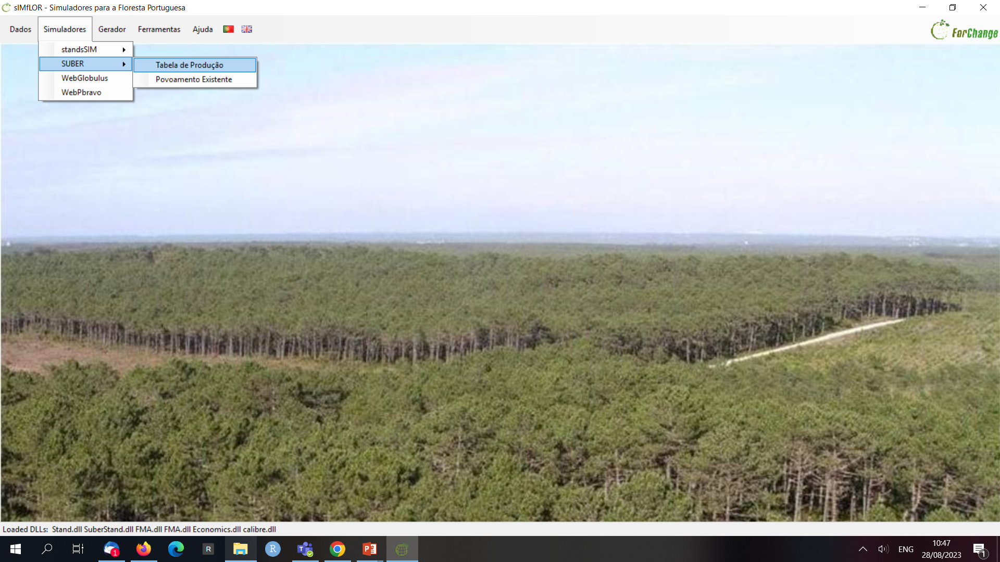 sIMfLOR - Simuladores para a Floresta Portuguesa
Dados Simuladores Gerador Ferramentas Ajuda
ForChange
standsSIM
SUBER
WebGlobulus
WebPbravo
Tabela de Produção
Povoamento Existente
Loaded DLLs: Stand.dll SuberStand.dll FMA.dll FMA.dll Economics.dll calibre.dll
1
R
R
T
P
ENG
10:47
28/08/2023
1